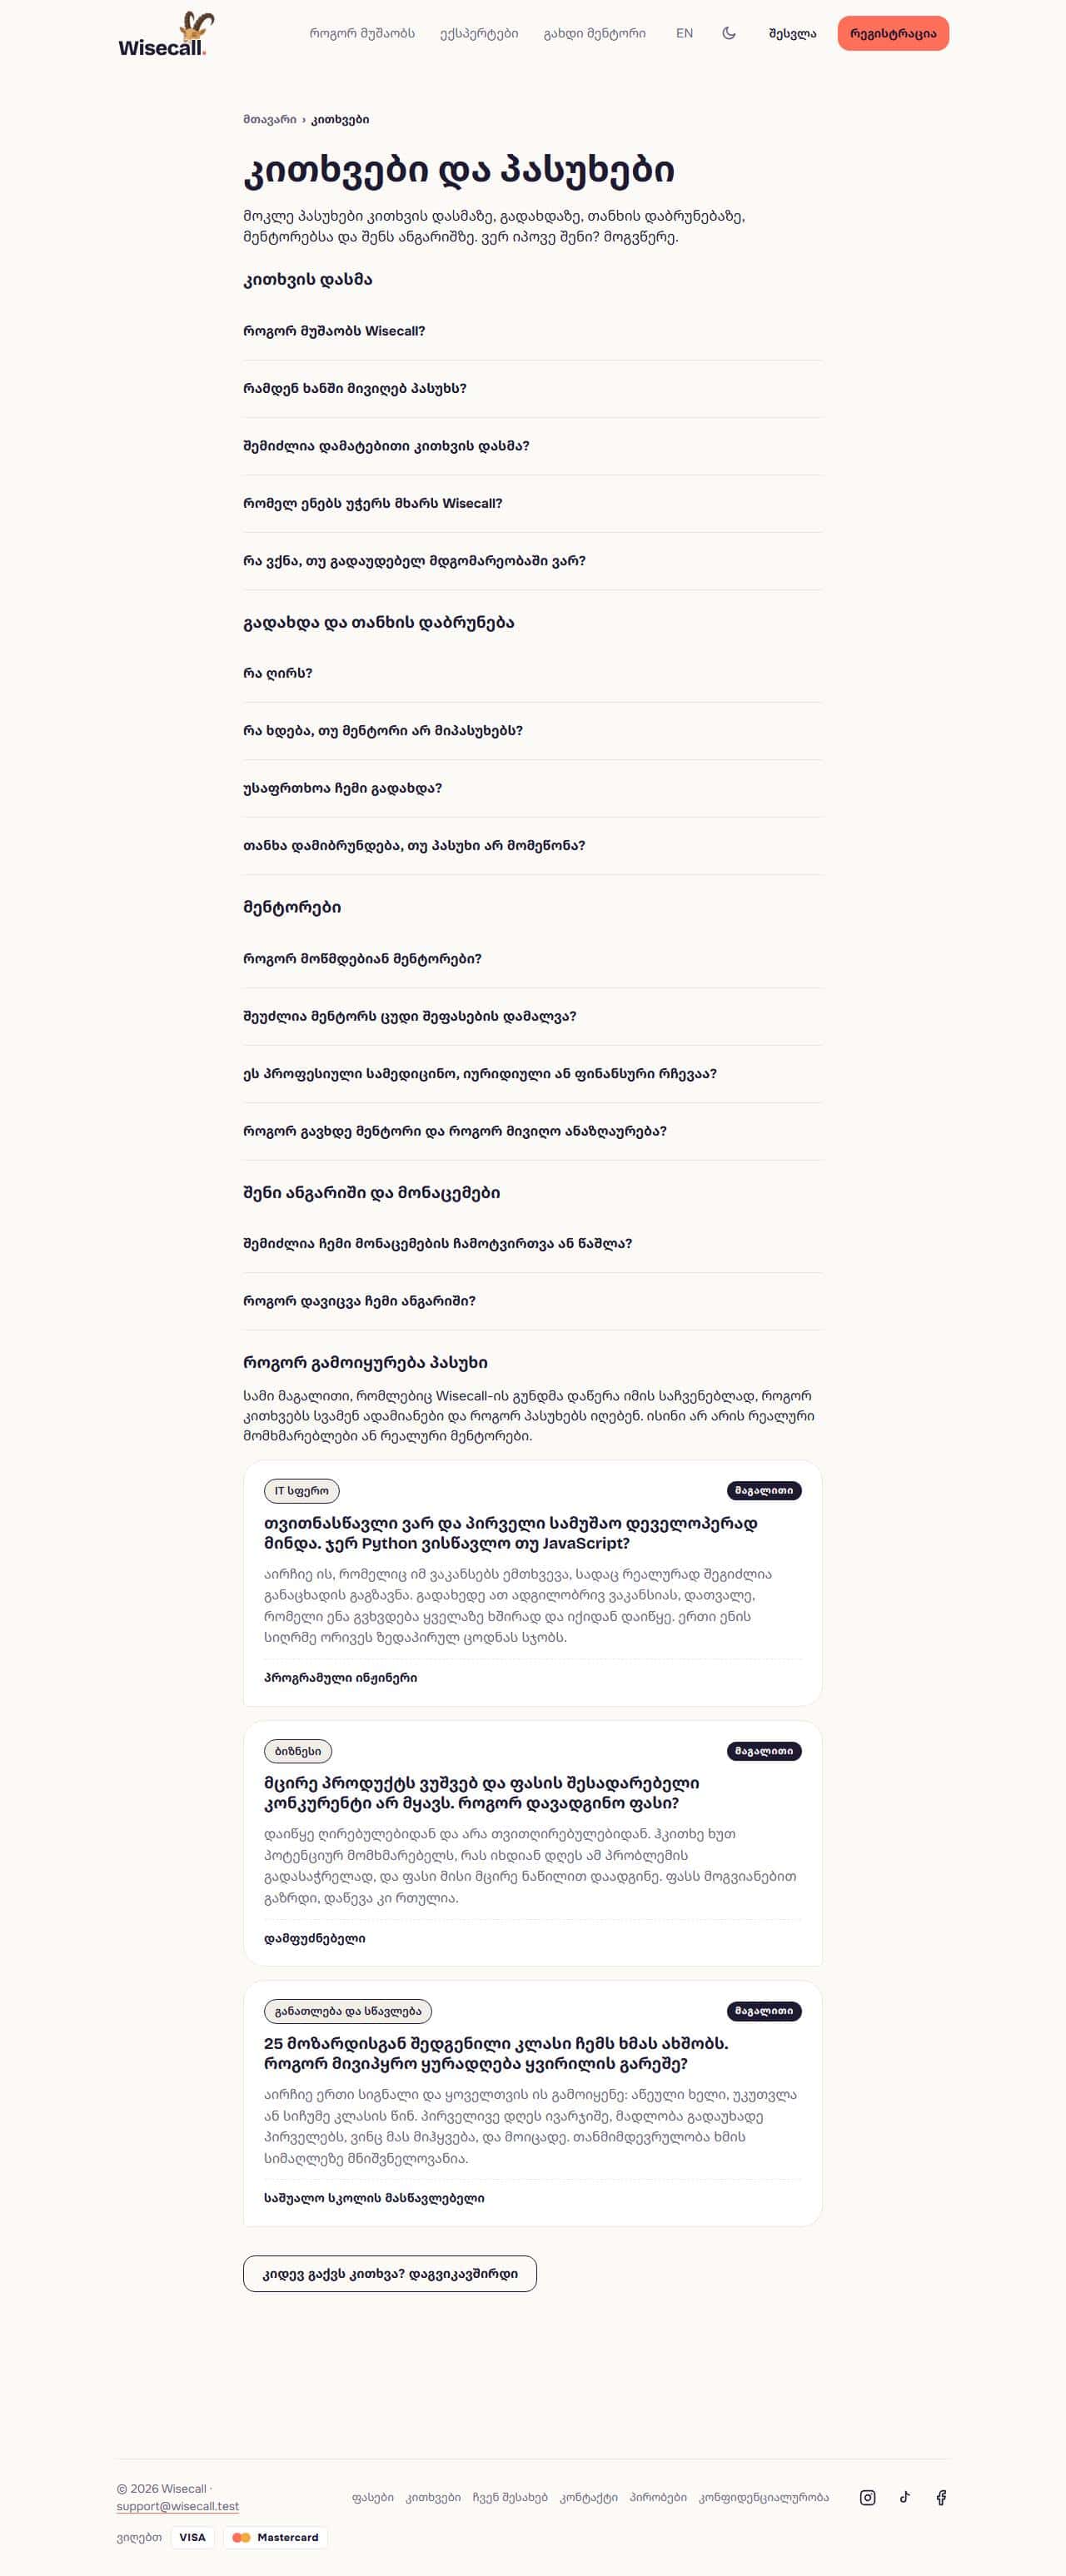 Wisecall.
როგორ მუშაობს
ექსპერტები
გახდი მენტორი
EN
შესვლა
რეგისტრაცია
მთავარი › კითხვები
კითხვები და პასუხები
მოკლე პასუხები კითხვის დასმაზე, გადახდაზე, თანხის დაბრუნებაზე,
მენტორებსა და შენს ანგარიშზე. ვერ იპოვე შენი? მოგვწერე.
კითხვის დასმა
როგორ მუშაობს Wisecall?
რამდენ ხანში მივიღებ პასუხს?
შემიძლია დამატებითი კითხვის დასმა?
რომელ ენებს უჭერს მხარს Wisecall?
რა ვქნა, თუ გადაუდებელ მდგომარეობაში ვარ?
გადახდა და თანხის დაბრუნება
რა ღირს?
რა ხდება, თუ მენტორი არ მიპასუხებს?
უსაფრთხოა ჩემი გადახდა?
თანხა დამიბრუნდება, თუ პასუხი არ მომეწონა?
მენტორები
როგორ მოწმდებიან მენტორები?
შეუძლია მენტორს ცუდი შეფასების დამალვა?
ეს პროფესიული სამედიცინო, იურიდიული ან ფინანსური რჩევაა?
როგორ გავხდე მენტორი და როგორ მივიღო ანაზღაურება?
შენი ანგარიში და მონაცემები
შემიძლია ჩემი მონაცემების ჩამოტვირთვა ან წაშლა?
როგორ დავიცვა ჩემი ანგარიში?
როგორ გამოიყურება პასუხი
სამი მაგალითი, რომლებიც Wisecall-ის გუნდმა დაწერა იმის საჩვენებლად, როგორ
კითხვებს სვამენ ადამიანები და როგორ პასუხებს იღებენ. ისინი არ არის რეალური
მომხმარებლები ან რეალური მენტორები.
IT სფერო
მაგალითი
თვითნასწავლი ვარ და პირველი სამუშაო დეველოპერად
მინდა. ჯერ Python ვისწავლო თუ JavaScript?
აირჩიე ის, რომელიც იმ ვაკანსებს ემთხვევა, სადაც რეალურად შეგიძლია
განაცხადის გაგზავნა. გადახედე ათ ადგილობრივ ვაკანსიას, დათვალე,
რომელი ენა გვხვდება ყველაზე ხშირად და იქიდან დაიწყე. ერთი ენის
სიღრმე ორივეს ზედაპირულ ცოდნას სჯობს.
პროგრამული ინჟინერი
ბიზნესი
მაგალითი
მცირე პროდუქტს ვუშვებ და ფასის შესადარებელი
კონკურენტი არ მყავს. როგორ დავადგინო ფასი?
დაიწყე ღირებულებიდან და არა თვითღირებულებიდან. ჰკითხე ხუთ
პოტენციურ მომხმარებელს, რას იხდიან დღეს ამ პრობლემის
გადასაჭრელად, და ფასი მისი მცირე ნაწილით დაადგინე. ფასს მოგვიანებით
გაზრდი, დაწევა კი რთულია.
დამფუძნებელი
განათლება და სწავლება
მაგალითი
25 მოზარდისგან შედგენილი კლასი ჩემს ხმას ახშობს.
როგორ მივიპყრო ყურადღება ყვირილის გარეშე?
აირჩიე ერთი სიგნალი და ყოველთვის ის გამოიყენე: აწეული ხელი, უკუთვლა
ან სიჩუმე კლასის წინ. პირველივე დღეს ივარჯიშე, მადლობა გადაუხადე
პირველებს, ვინც მას მიჰყვება, და მოიცადე. თანმიმდევრულობა ხმის
სიმაღლეზე მნიშვნელოვანია.
საშუალო სკოლის მასწავლებელი
კიდევ გაქვს კითხვა? დაგვიკავშირდი
© 2026 Wisecall ·
support@wisecall.test
ფასები
კითხვები
ჩვენ შესახებ
კონტაქტი
პირობები
კონფიდენციალურობა
ვიღებთ
VISA
Mastercard